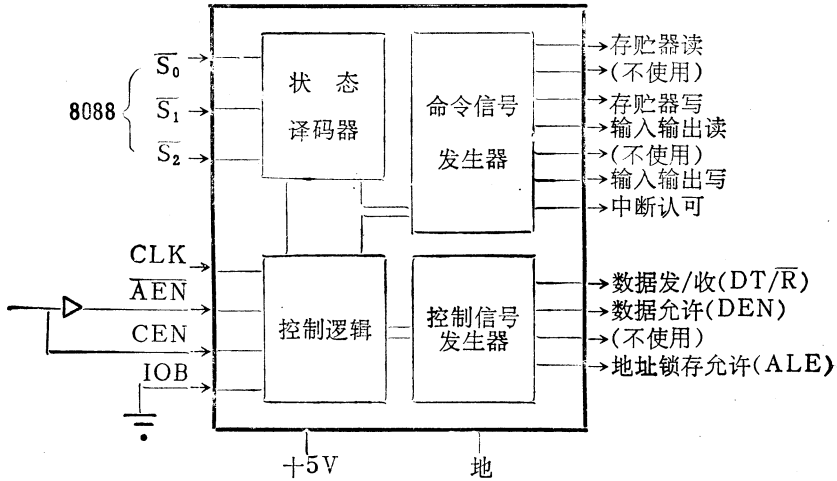 8088
S̅₀
S̅₁
S̅₂
状 态
译码器
命令信号
发生器
存贮器读
(不使用)
存贮器写
输入输出读
(不使用)
输入输出写
中断认可
CLK
A̅E̅N̅
CEN
IOB
控制逻辑
控制信号
发生器
数据发/收(DT/R̅)
数据允许(DEN)
(不使用)
地址锁存允许(ALE)
+5V
地